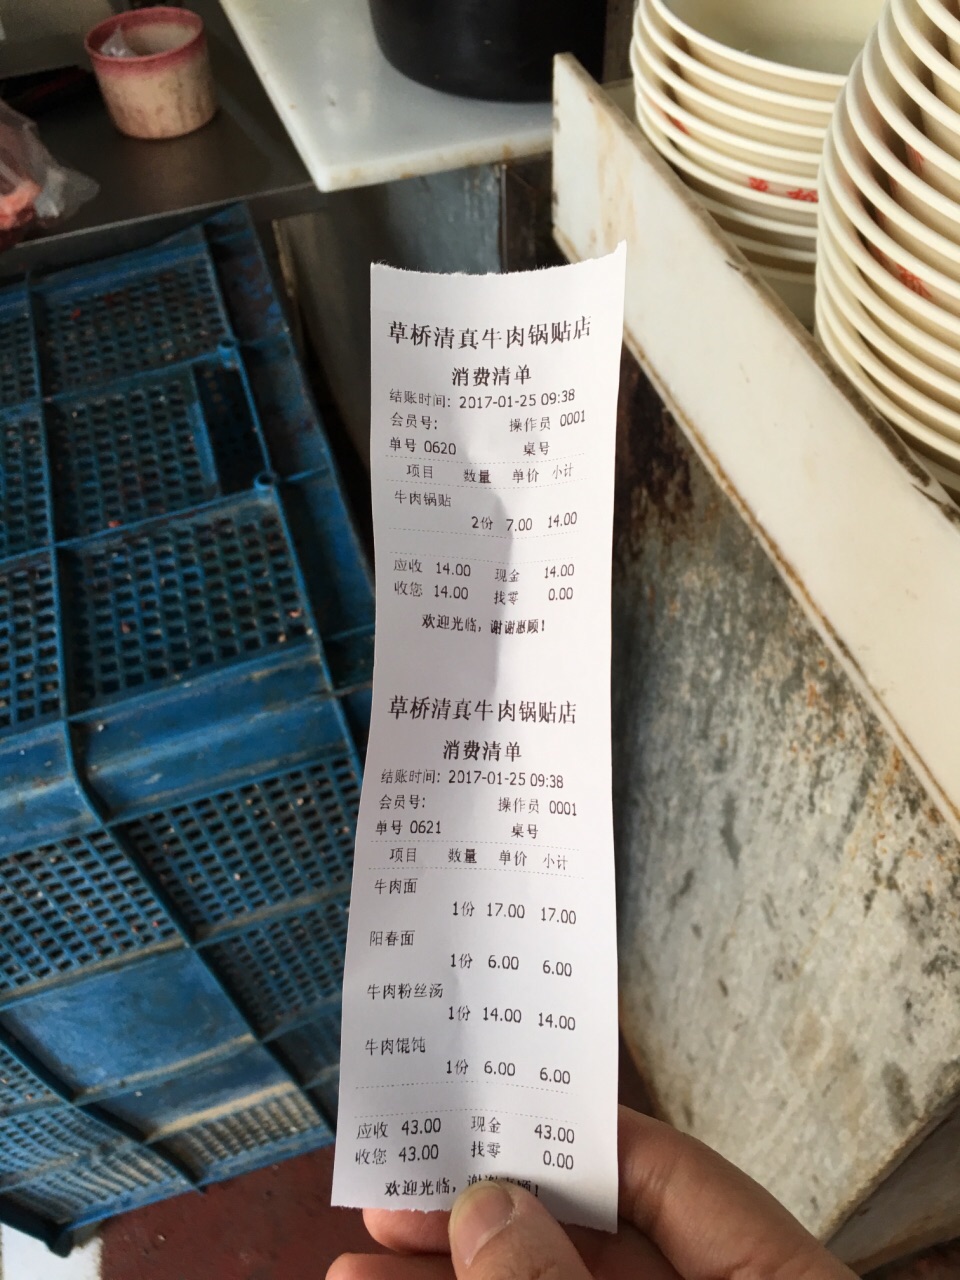 草桥清真牛肉锅贴店
消费清单
结账时间: 2017-01-25 09:38
会员号: 操作员 0001
单号 0620 桌号
项目 数量 单价 小计
牛肉锅贴
2份 7.00 14.00
应收 14.00 现金 14.00
收您 14.00 找零 0.00
欢迎光临, 谢谢惠顾!
草桥清真牛肉锅贴店
消费清单
结账时间: 2017-01-25 09:38
会员号: 操作员 0001
单号 0621 桌号
项目 数量 单价 小计
牛肉面
1份 17.00 17.00
阳春面
1份 6.00 6.00
牛肉粉丝汤
1份 14.00 14.00
牛肉馄饨
1份 6.00 6.00
应收 43.00 现金 43.00
收您 43.00 找零 0.00
欢迎光临, 谢谢惠顾!